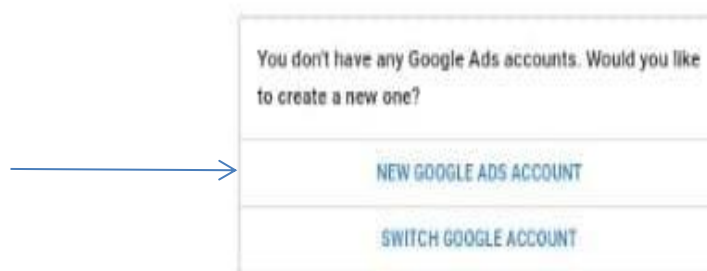 You don't have any Google Ads accounts. Would you like
to create a new one?
NEW GOOGLE ADS ACCOUNT
SWITCH GOOGLE ACCOUNT